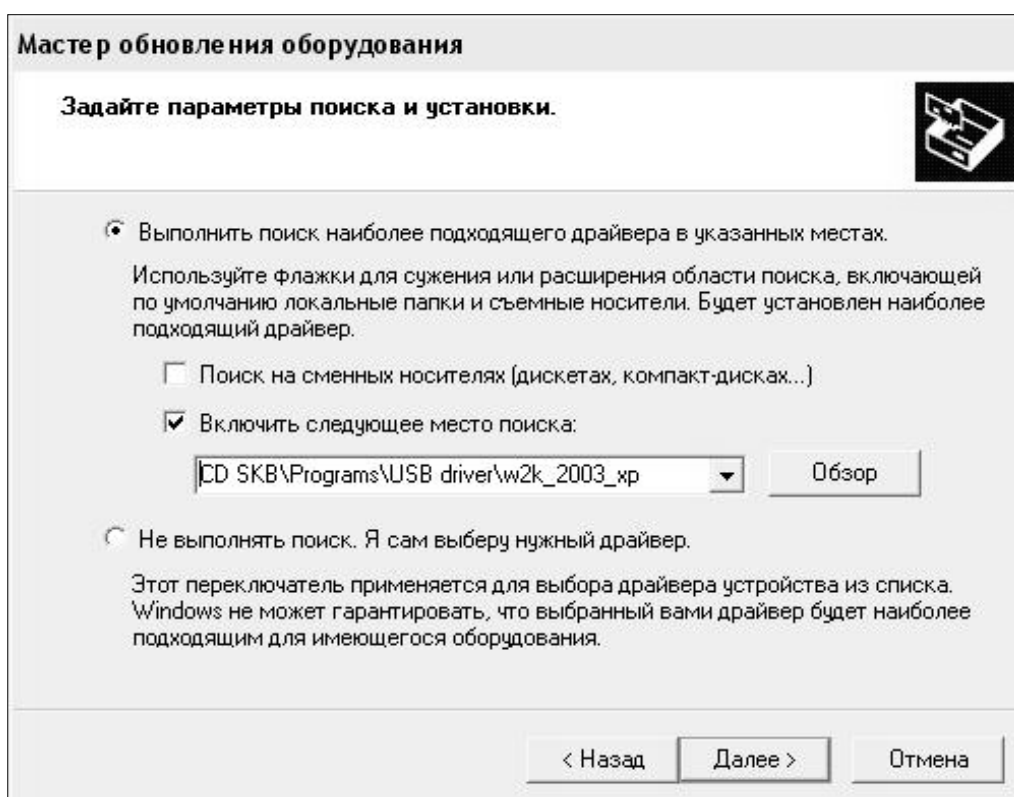 Мастер обновления оборудования
Задайте параметры поиска и установки.
Выполнить поиск наиболее подходящего драйвера в указанных местах.
Используйте флажки для сужения или расширения области поиска, включающей
по умолчанию локальные папки и съемные носители. Будет установлен наиболее
подходящий драйвер.
Поиск на сменных носителях (дискетах, компакт-дисках...)
Включить следующее место поиска:
CD SKB\Programs\USB driver\w2k_2003_xp
Обзор
Не выполнять поиск. Я сам выберу нужный драйвер.
Этот переключатель применяется для выбора драйвера устройства из списка.
Windows не может гарантировать, что выбранный вами драйвер будет наиболее
подходящим для имеющегося оборудования.
< Назад Далее > Отмена